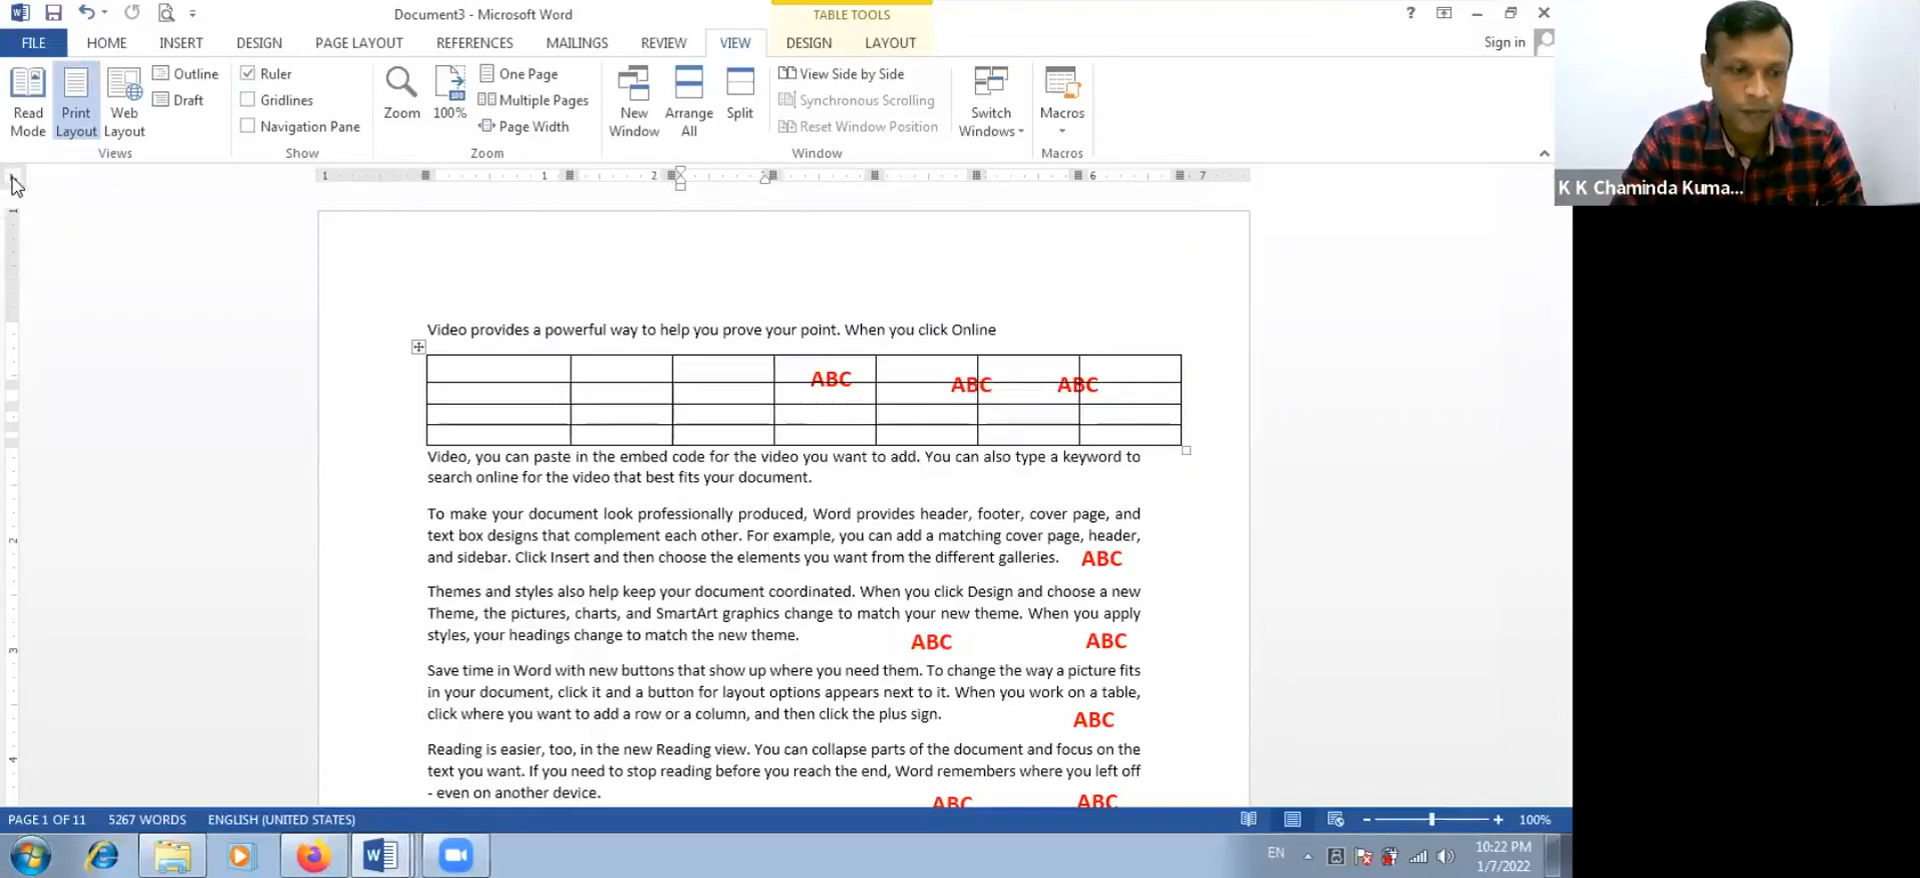 Document3 - Microsoft Word
TABLE TOOLS
?
FILE
HOME
INSERT
DESIGN
PAGE LAYOUT
REFERENCES
MAILINGS
REVIEW
VIEW
DESIGN
LAYOUT
Sign in
Read Mode
Print Layout
Web Layout
Outline
Draft
Views
Ruler
Gridlines
Navigation Pane
Show
Zoom
100%
One Page
Multiple Pages
Page Width
Zoom
New Window
Arrange All
Split
View Side by Side
Synchronous Scrolling
Reset Window Position
Window
Switch Windows
Macros
Macros
K K Chaminda Kuma...
1 1 2 6 7
Video provides a powerful way to help you prove your point. When you click Online
ABC ABC ABC
Video, you can paste in the embed code for the video you want to add. You can also type a keyword to
search online for the video that best fits your document.
To make your document look professionally produced, Word provides header, footer, cover page, and
text box designs that complement each other. For example, you can add a matching cover page, header,
and sidebar. Click Insert and then choose the elements you want from the different galleries. ABC
Themes and styles also help keep your document coordinated. When you click Design and choose a new
Theme, the pictures, charts, and SmartArt graphics change to match your new theme. When you apply
styles, your headings change to match the new theme. ABC ABC
Save time in Word with new buttons that show up where you need them. To change the way a picture fits
in your document, click it and a button for layout options appears next to it. When you work on a table,
click where you want to add a row or a column, and then click the plus sign. ABC
Reading is easier, too, in the new Reading view. You can collapse parts of the document and focus on the
text you want. If you need to stop reading before you reach the end, Word remembers where you left off
- even on another device. ABC ABC
1
2
3
4
PAGE 1 OF 11
5267 WORDS
ENGLISH (UNITED STATES)
100%
EN
10:22 PM
1/7/2022